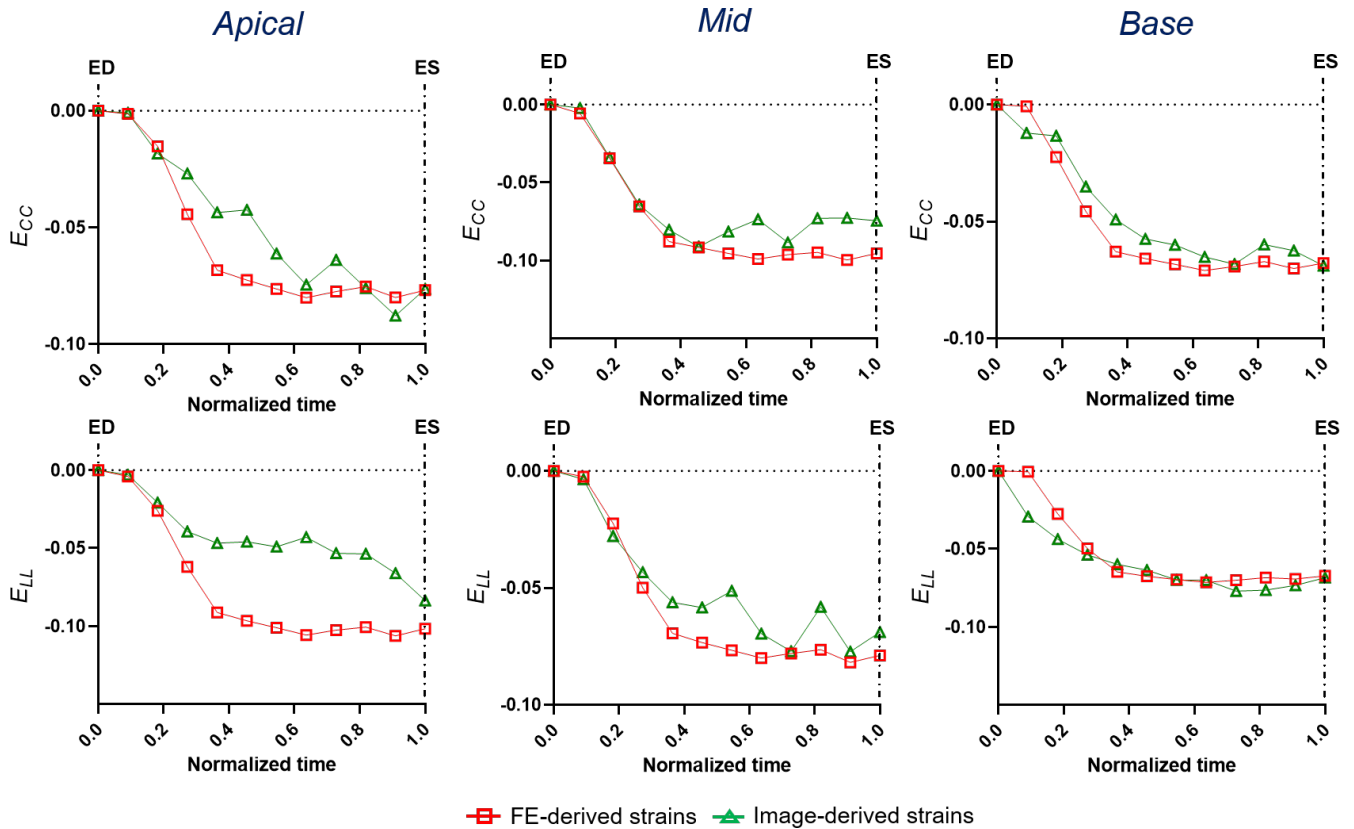 Apical
Mid
Base
ED
ES
0.00
-0.05
-0.10
E_CC
0.0
0.2
0.4
0.6
0.8
1.0
Normalized time
ED
ES
0.00
-0.05
-0.10
E_CC
0.0
0.2
0.4
0.6
0.8
1.0
Normalized time
ED
ES
0.00
-0.05
-0.10
E_CC
0.0
0.2
0.4
0.6
0.8
1.0
Normalized time
ED
ES
0.00
-0.05
-0.10
E_LL
0.0
0.2
0.4
0.6
0.8
1.0
Normalized time
ED
ES
0.00
-0.05
-0.10
E_LL
0.0
0.2
0.4
0.6
0.8
1.0
Normalized time
ED
ES
0.00
-0.05
-0.10
E_LL
0.0
0.2
0.4
0.6
0.8
1.0
Normalized time
FE-derived strains
Image-derived strains